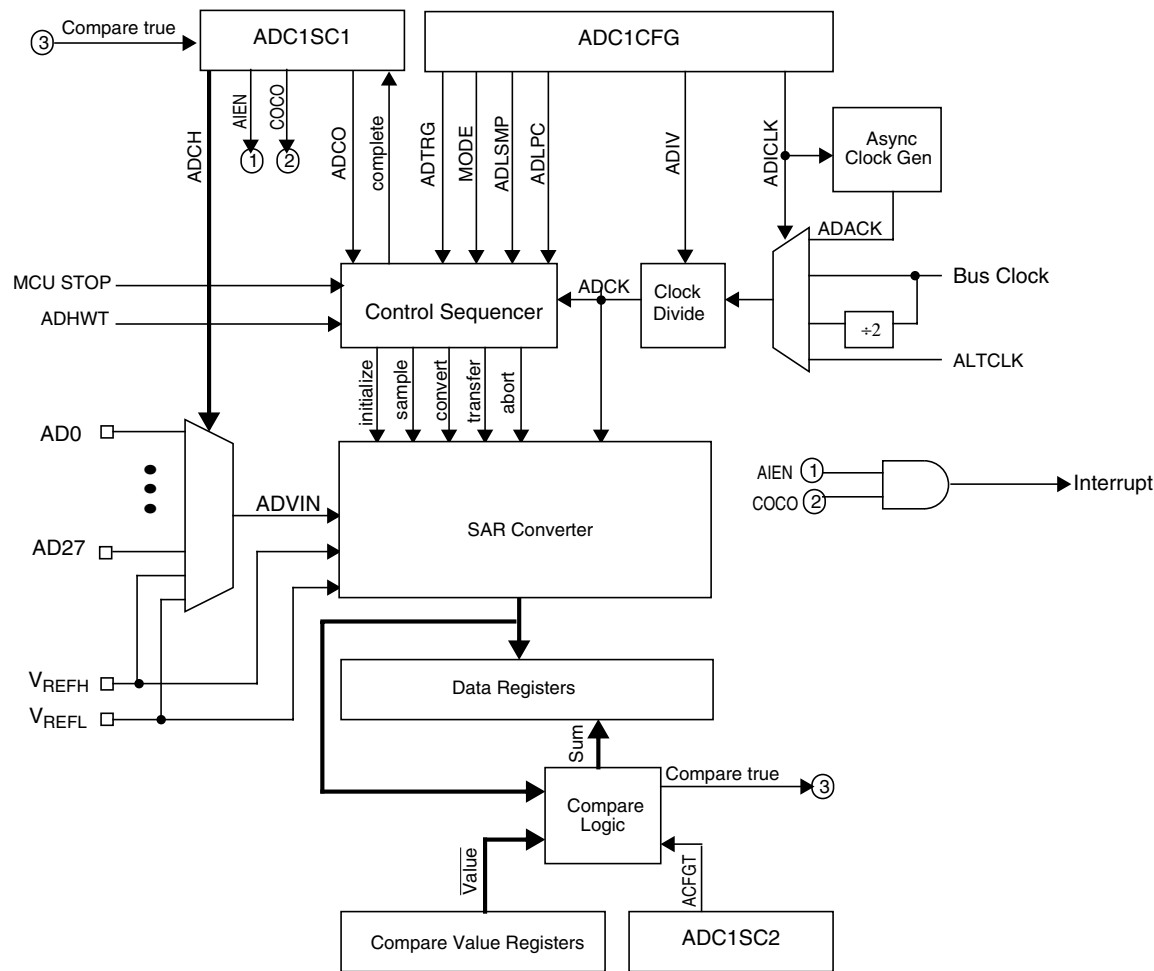 3 Compare true
ADC1SC1
ADC1CFG
ADCH
AIEN
COCO
1
2
ADCO
complete
ADTRG
MODE
ADLSMP
ADLPC
ADIV
ADICLK
Async
Clock Gen
ADACK
MCU STOP
ADHWT
Control Sequencer
ADCK
Clock
Divide
Bus Clock
÷2
ALTCLK
initialize
sample
convert
transfer
abort
AD0
AD27
ADVIN
SAR Converter
AIEN 1
COCO 2
Interrupt
VREFH
VREFL
Data Registers
Sum
Compare true 3
Compare
Logic
Value
ACFGT
Compare Value Registers
ADC1SC2